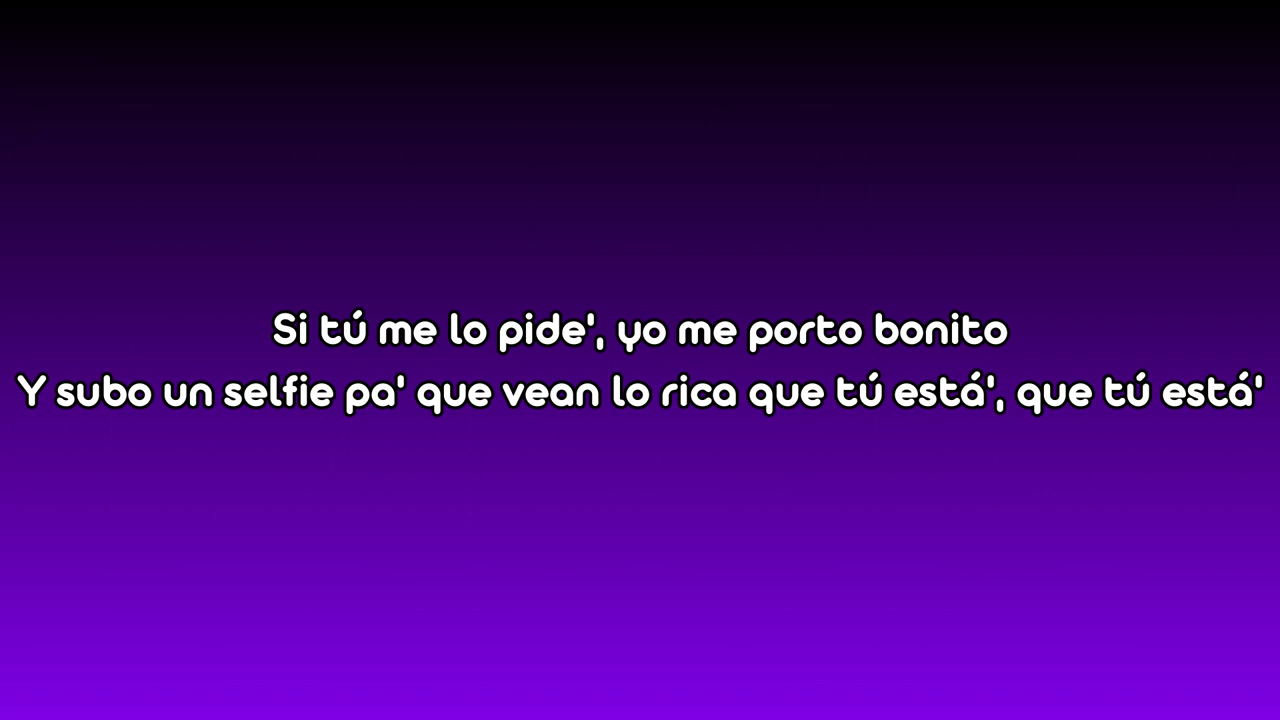 Si tú me lo pide', yo me porto bonito
Y subo un selfie pa' que vean lo rica que tú está', que tú está'